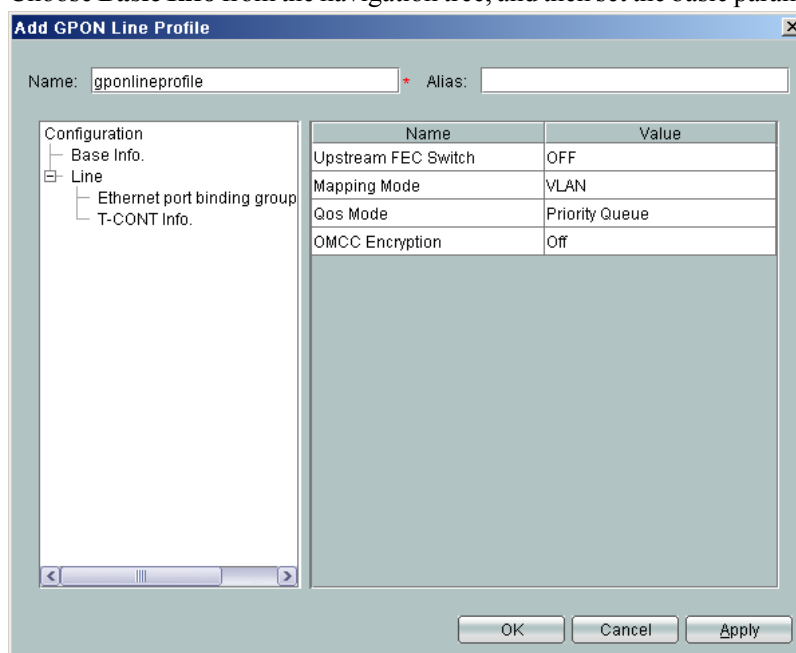 Choose Basic Info from the navigation tree, and then set the basic param
Add GPON Line Profile
Name: gponlineprofile * Alias:
Configuration
Base Info.
Line
Ethernet port binding group
T-CONT Info.
Name Value
Upstream FEC Switch OFF
Mapping Mode VLAN
Qos Mode Priority Queue
OMCC Encryption Off
OK Cancel Apply